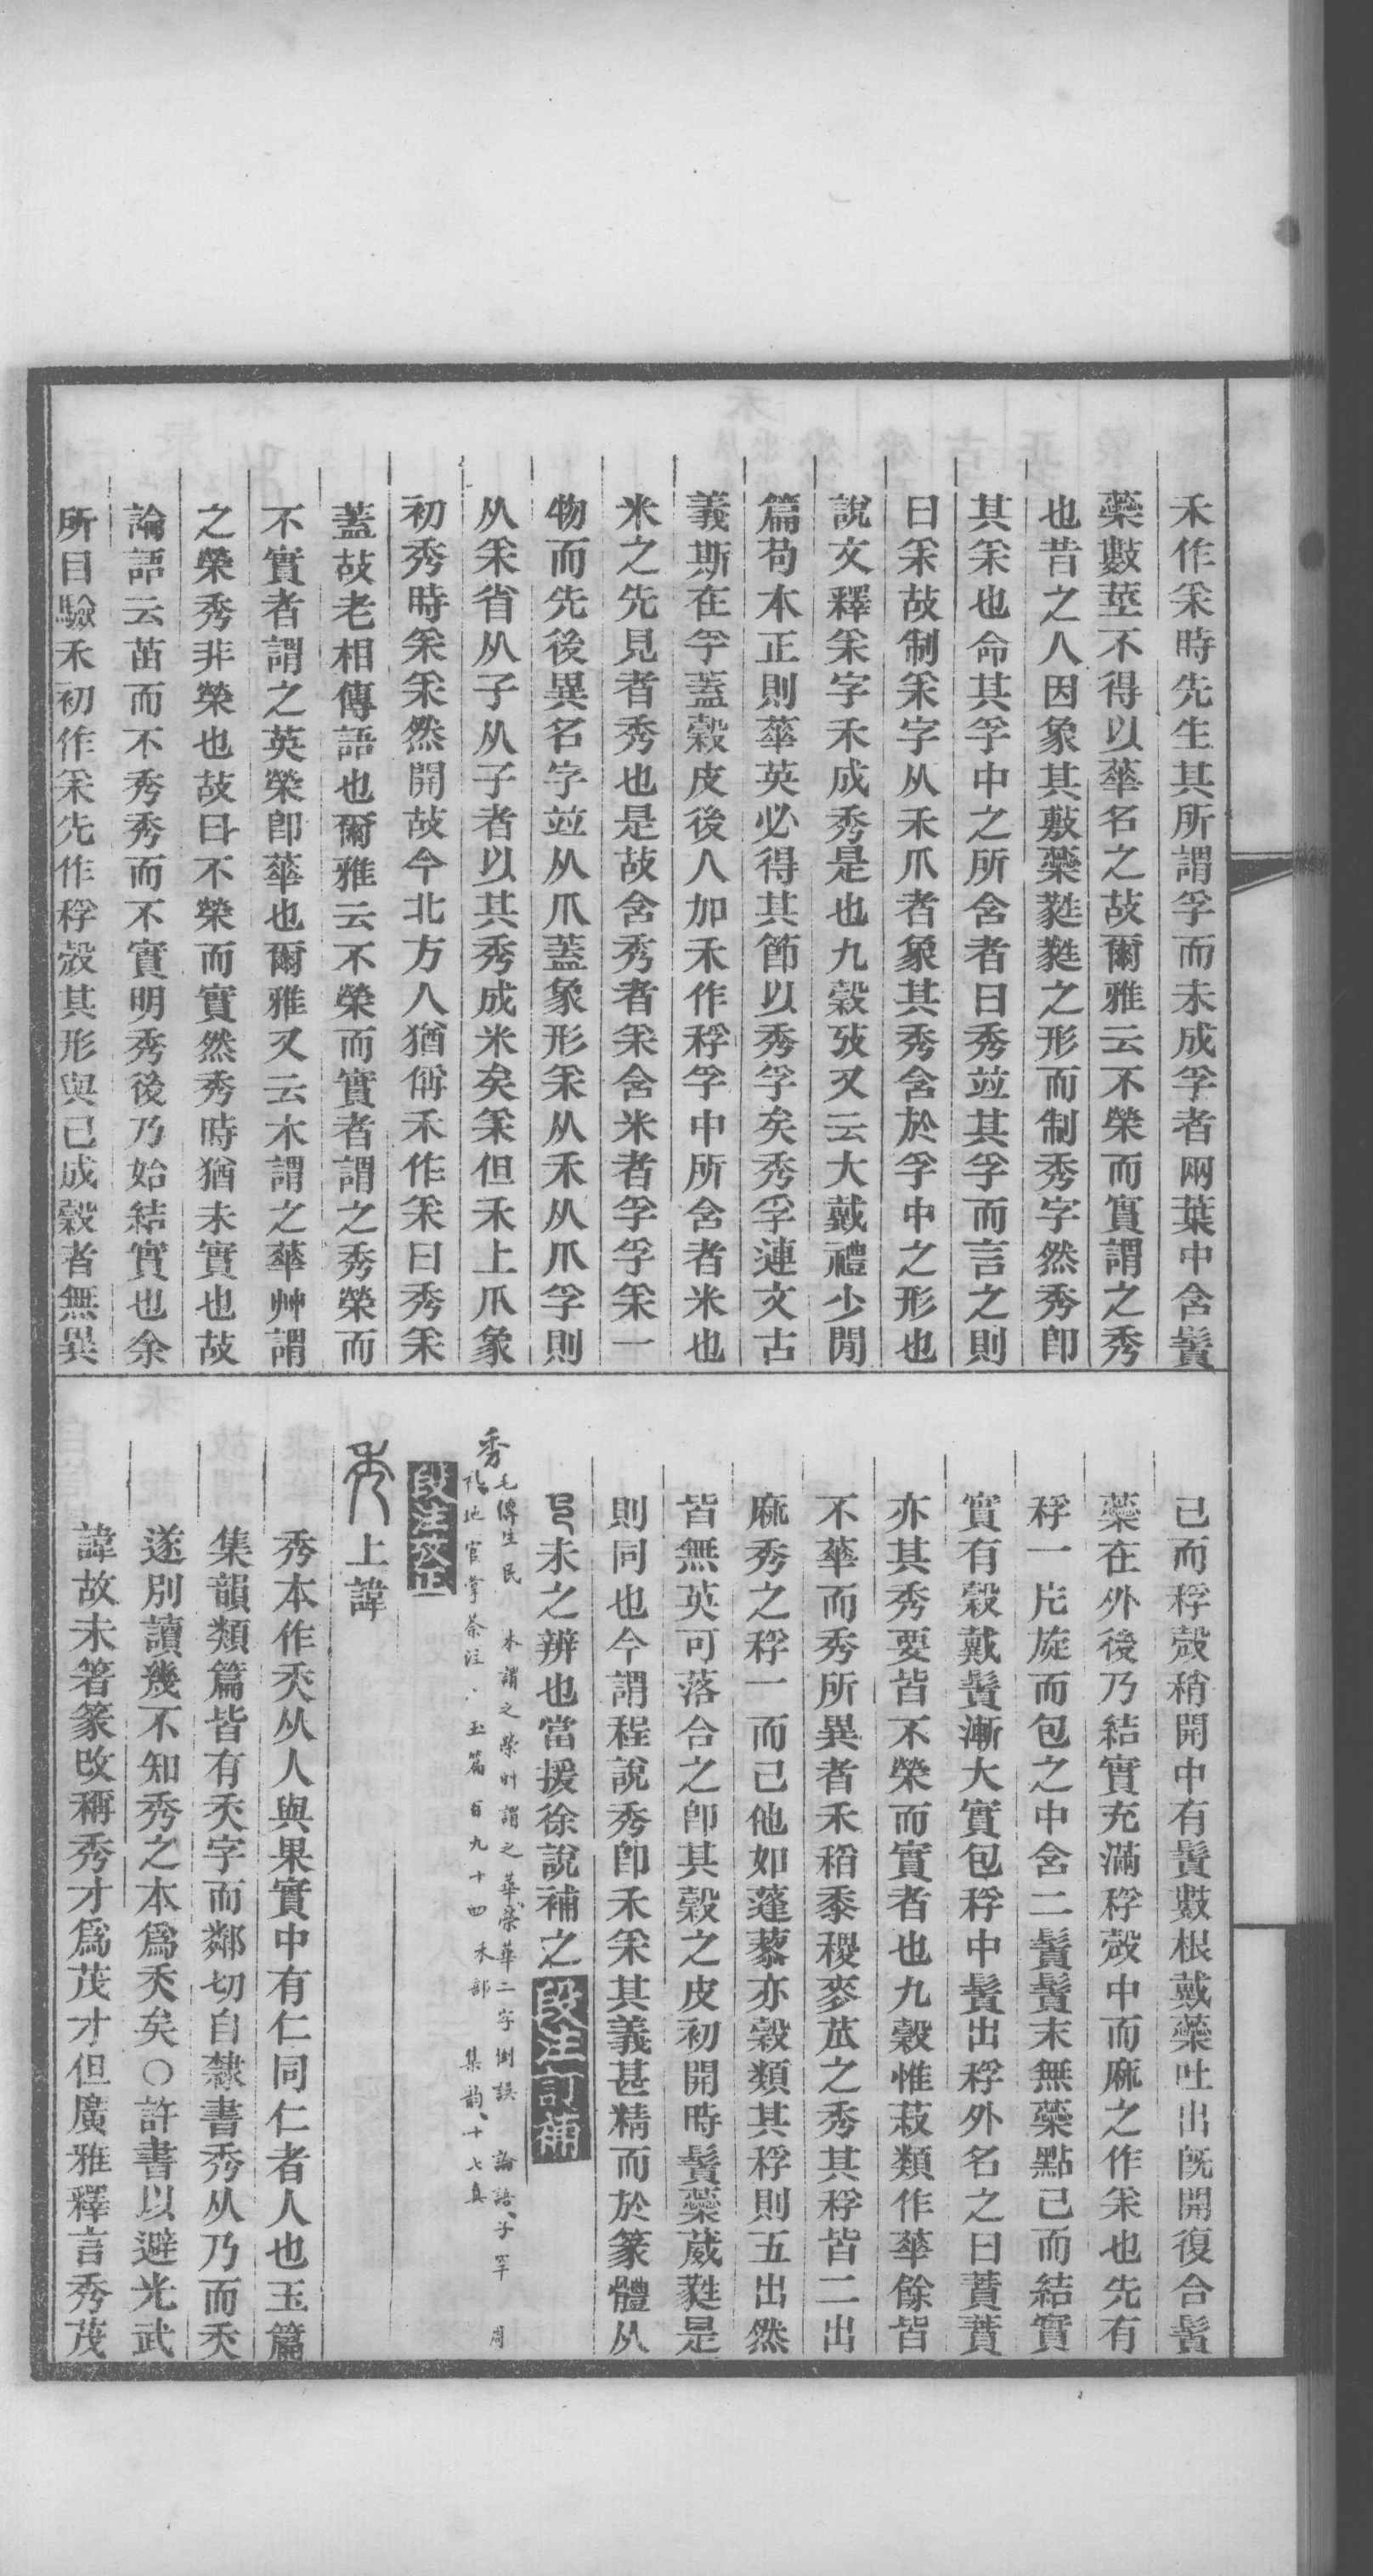 禾作采時先生其所謂孚而未成孚者兩葉中含鬚
蘂數莖不得以華名之故爾雅云不榮而實謂之秀
也昔之人因象其敷蘂蕤蕤之形而制秀字然秀卽
其采也命其孚中之所含者曰秀竝其孚而言之則
曰采故制采字从禾爪者象其秀含於孚中之形也
說文釋采字禾成秀是也九穀攷又云大戴禮少閒
篇苟本正則華英必得其節以秀孚矣秀孚連文古
義斯在孚蓋穀皮後人加禾作稃孚中所含者米也
米之先見者秀也是故含秀者采含米者孚孚采一
物而先後異名字竝从爪蓋象形采从禾从爪孚則
从采省从子从子者以其秀成米矣采但禾上爪象
初秀時采采然開故今北方人猶偁禾作采曰秀采
蓋故老相傳語也爾雅云不榮而實者謂之秀榮而
不實者謂之英榮卽華也爾雅又云木謂之華艸謂
之榮秀非榮也故曰不榮而實然秀時猶未實也故
論語云苗而不秀秀而不實明秀後乃始結實也余
所目驗禾初作采先作稃殼其形與已成穀者無異
已而稃殼稍開中有鬚數根戴蘂吐出旣開復合鬚
蘂在外後乃結實充滿稃殼中而麻之作采也先有
稃一片旋而包之中含二鬚鬚末無蘂點已而結實
實有殼戴鬚漸大實包稃中鬚出稃外名之曰蕡蕡
亦其秀要皆不榮而實者也九穀惟菽類作華餘皆
不華而秀所異者禾稻黍稷麥苽之秀其稃皆二出
麻秀之稃一而已他如蓬蔾亦穀類其稃則五出然
皆無英可落合之卽其穀之皮初開時鬚蘂葳蕤是
則同也今謂程說秀卽禾采其義甚精而於篆體从
未之辨也當援徐說補之段注訂補
秀 毛傳生民 木謂之榮艸謂之華榮華二字倒誤 論語子罕
地官掌荼注 玉篇百九十四禾部 集韵十七真
段注攷正
秀上諱
秀本作秂从人與果實中有仁同仁者人也玉篇
集韻類篇皆有秂字而鄰切自隸書秀从乃而秂
遂別讀幾不知秀之本爲秂矣○許書以避光武
諱故未箸篆改稱秀才爲茂才但廣雅釋言秀茂